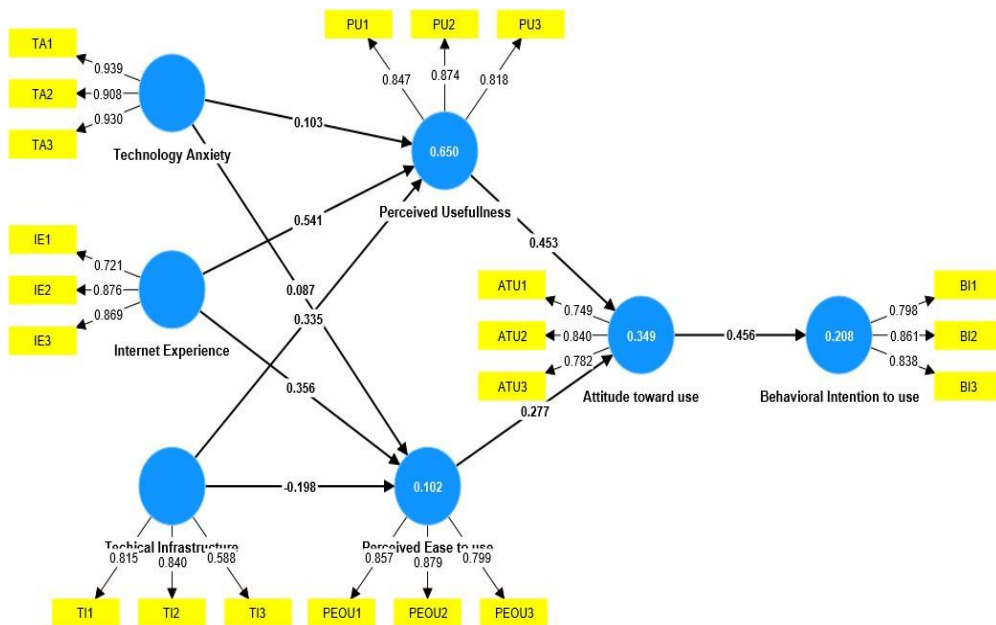 PU1
PU2
PU3
0.847
0.874
0.818
TA1
TA2
TA3
0.939
0.908
0.930
Technology Anxiety
0.103
0.650
Perceived Usefullness
IE1
IE2
IE3
0.721
0.876
0.869
Internet Experience
0.541
0.087
0.335
0.356
0.453
ATU1
ATU2
ATU3
0.749
0.840
0.782
0.349
Attitude toward use
0.456
0.208
Behavioral Intention to use
0.798
0.861
0.838
BI1
BI2
BI3
0.277
-0.198
0.102
Techical Infrastructure
0.815
0.840
0.588
TI1
TI2
TI3
Perceived Ease to use
0.857
0.879
0.799
PEOU1
PEOU2
PEOU3